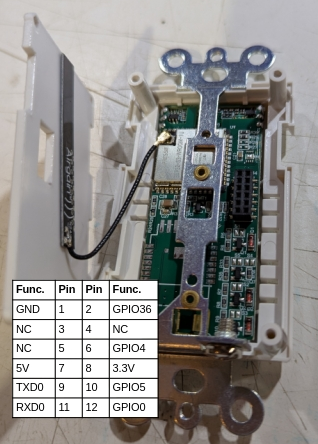 Func. Pin Pin Func.
GND 1 2 GPIO36
NC 3 4 NC
NC 5 6 GPIO4
5V 7 8 3.3V
TXD0 9 10 GPIO5
RXD0 11 12 GPIO0